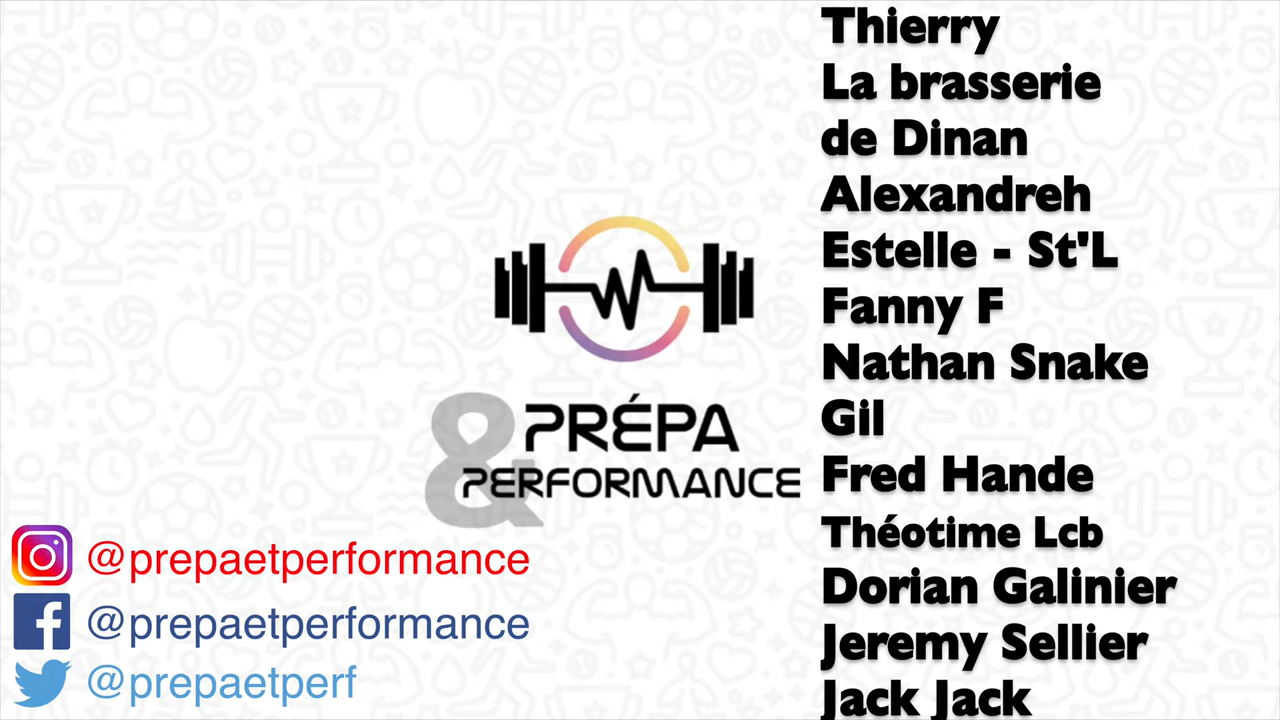 Thierry
La brasserie
de Dinan
Alexandreh
Estelle - St'L
Fanny F
Nathan Snake
Gil
Fred Hande
Théotime Lcb
Dorian Galinier
Jeremy Sellier
Jack Jack
& PRÉPA
PERFORMANCE
@prepaetperformance
@prepaetperformance
@prepaetperf